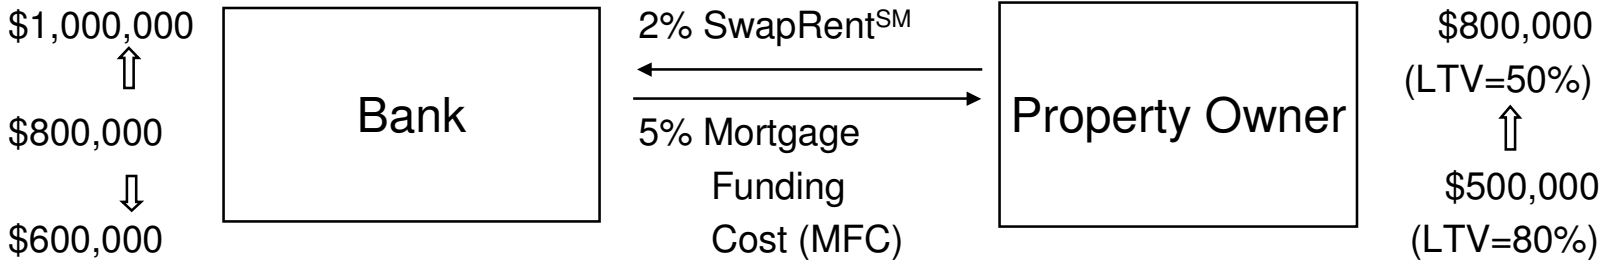 $1,000,000
$800,000
$600,000
Bank
2% SwapRentSM
5% Mortgage
Funding
Cost (MFC)
Property Owner
$800,000
(LTV=50%)
$500,000
(LTV=80%)